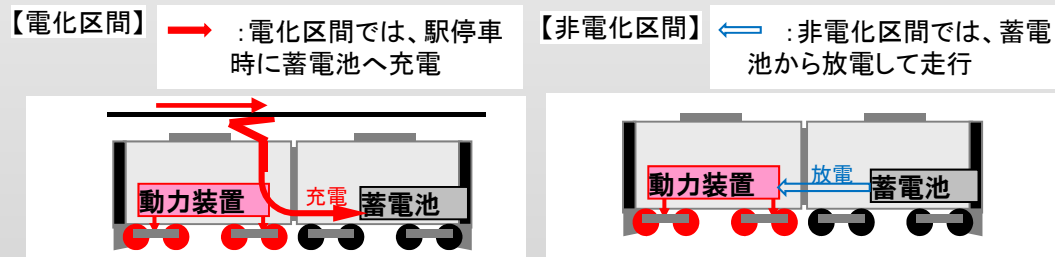 【電化区間】
:電化区間では、駅停車
時に蓄電池へ充電
動力装置
充電
蓄電池
【非電化区間】
:非電化区間では、蓄電
池から放電して走行
動力装置
放電
蓄電池